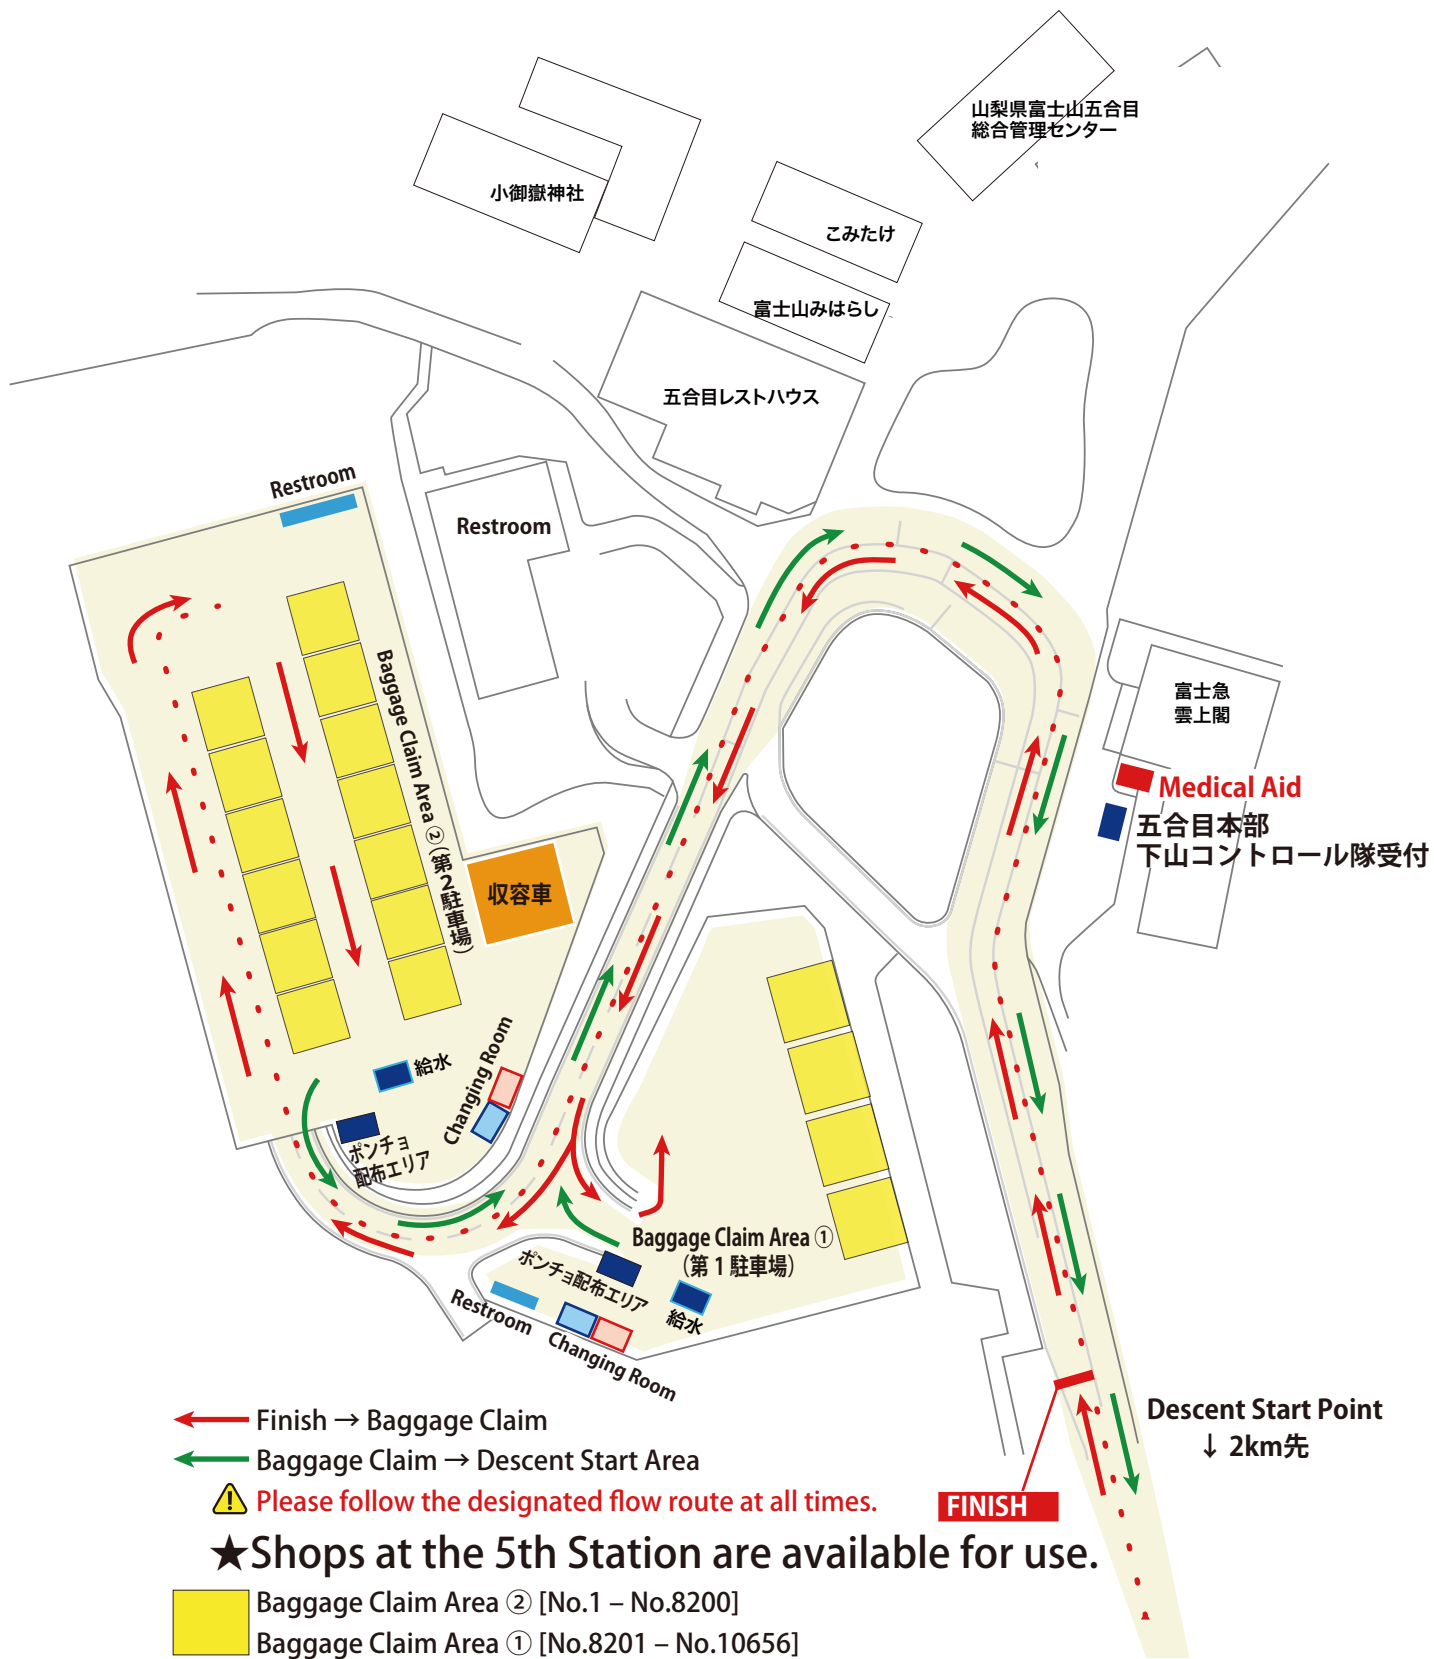 山梨県富士山五合目
総合管理センター
小御嶽神社
こみたけ
富士山みはらし
五合目レストハウス
Restroom
Restroom
Baggage Claim Area ②(第2駐車場)
富士急
雲上閣
Medical Aid
五合目本部
下山コントロール隊受付
収容車
給水
Changing Room
ポンチョ
配布エリア
Baggage Claim Area ①
(第1駐車場)
ポンチョ配布エリア
給水
Restroom
Changing Room
Descent Start Point
↓ 2km先
FINISH
Finish → Baggage Claim
Baggage Claim → Descent Start Area
Please follow the designated flow route at all times.
★Shops at the 5th Station are available for use.
Baggage Claim Area ② [No.1 – No.8200]
Baggage Claim Area ① [No.8201 – No.10656]